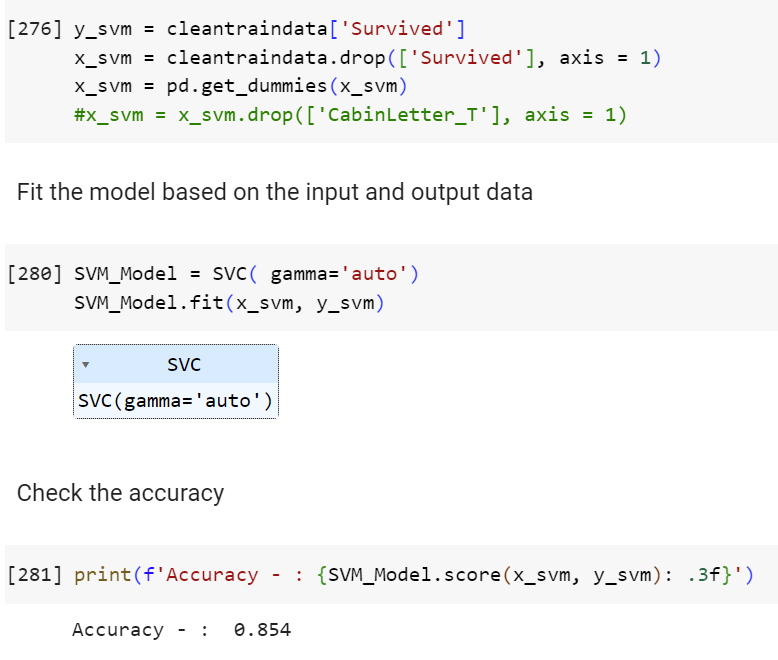 [276] y_svm = cleantraindata['Survived']
x_svm = cleantraindata.drop(['Survived'], axis = 1)
x_svm = pd.get_dummies(x_svm)
#x_svm = x_svm.drop(['CabinLetter_T'], axis = 1)
Fit the model based on the input and output data
[280] SVM_Model = SVC( gamma='auto')
SVM_Model.fit(x_svm, y_svm)
▾ SVC
SVC(gamma='auto')
Check the accuracy
[281] print(f'Accuracy - : {SVM_Model.score(x_svm, y_svm): .3f}')
Accuracy - :  0.854